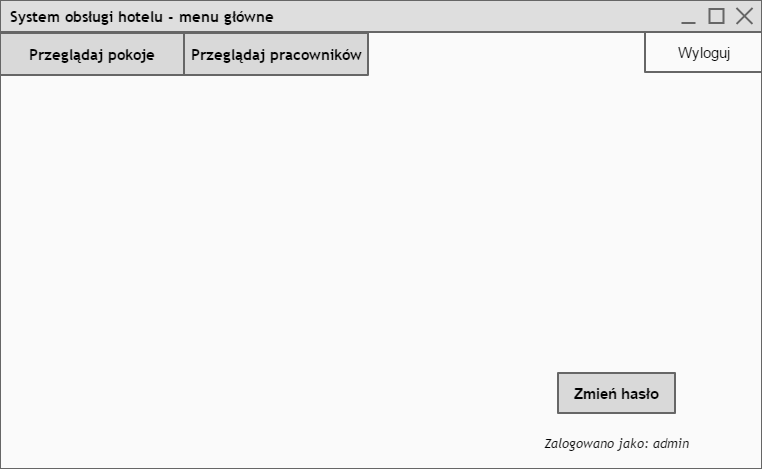 System obsługi hotelu - menu główne
Przeglądaj pokoje
Przeglądaj pracowników
Wyloguj
Zmień hasło
Zalogowano jako: admin